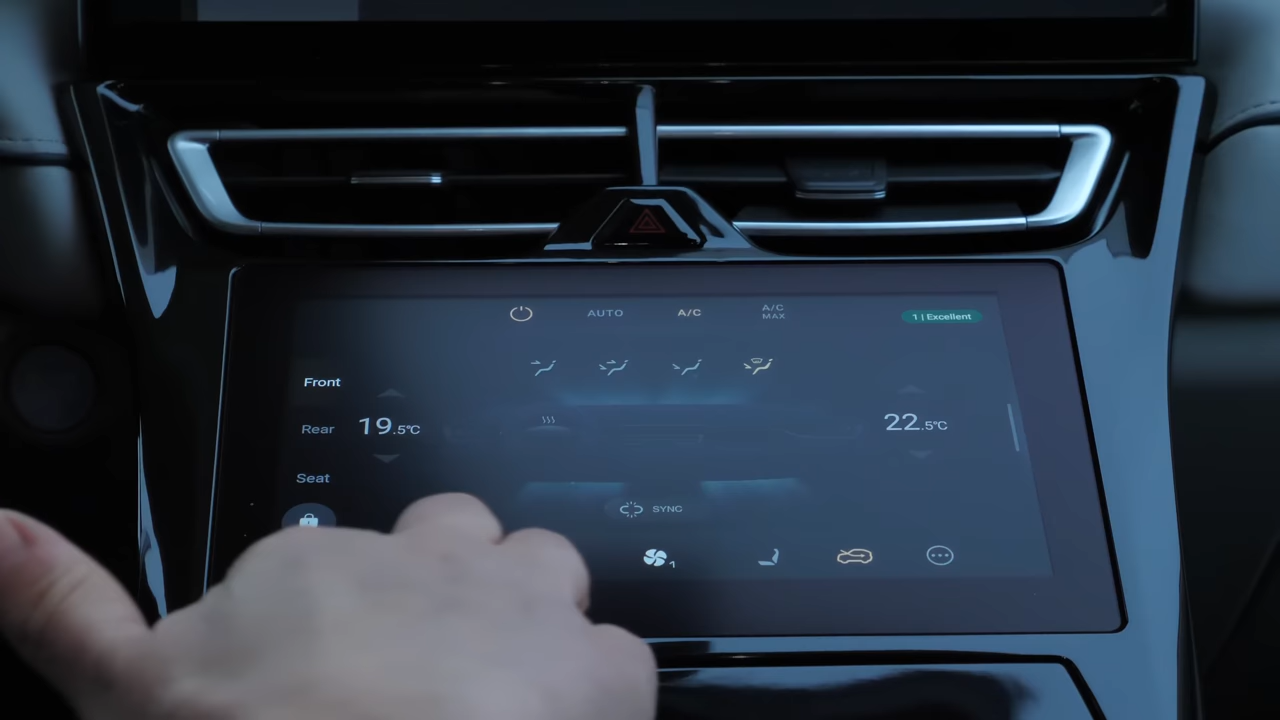 AUTO A/C A/C MAX
1 | Excellent
Front
Rear
19.5°C
22.5°C
Seat
SYNC
1